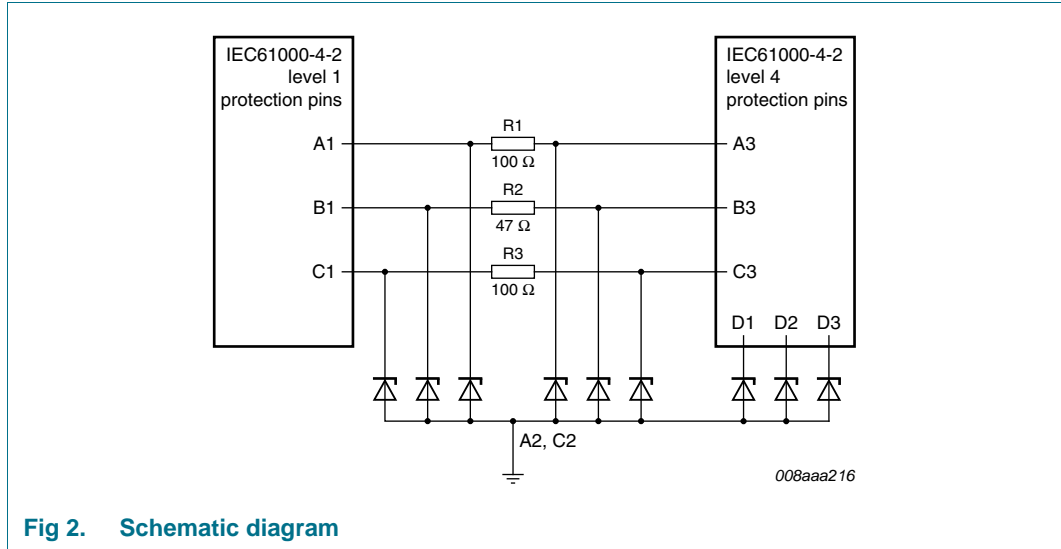 IEC61000-4-2
level 1
protection pins
IEC61000-4-2
level 4
protection pins
R1
A1
A3
100 Ω
R2
B1
B3
47 Ω
R3
C1
C3
100 Ω
D1 D2 D3
A2, C2
008aaa216
Fig 2. Schematic diagram